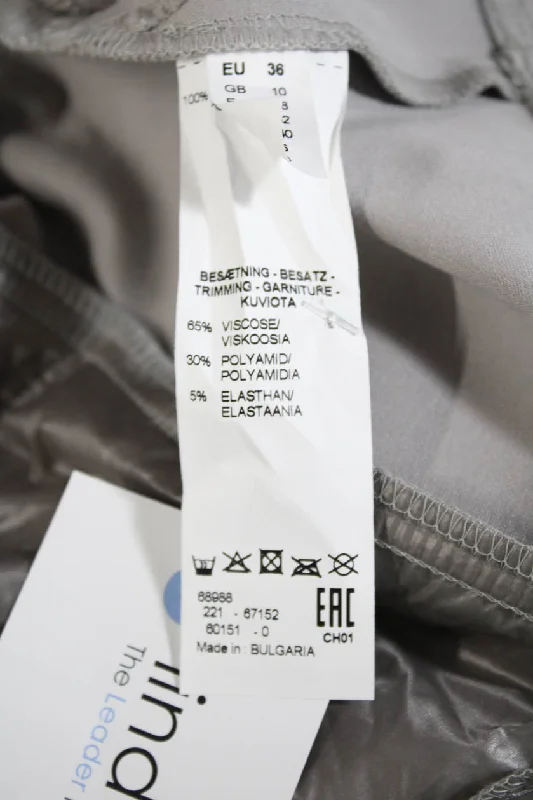 EU 36
GB 10
100%
8
BESÆTNING - BESATZ -
TRIMMING - GARNITURE -
KUVIOTA
65% VISCOSE/
VISKOOSIA
30% POLYAMID/
POLYAMIDIA
5% ELASTHAN/
ELASTAANIA
68988
221 - 67152
60151 - 0
EAC
CH01
Made in : BULGARIA
The Leader